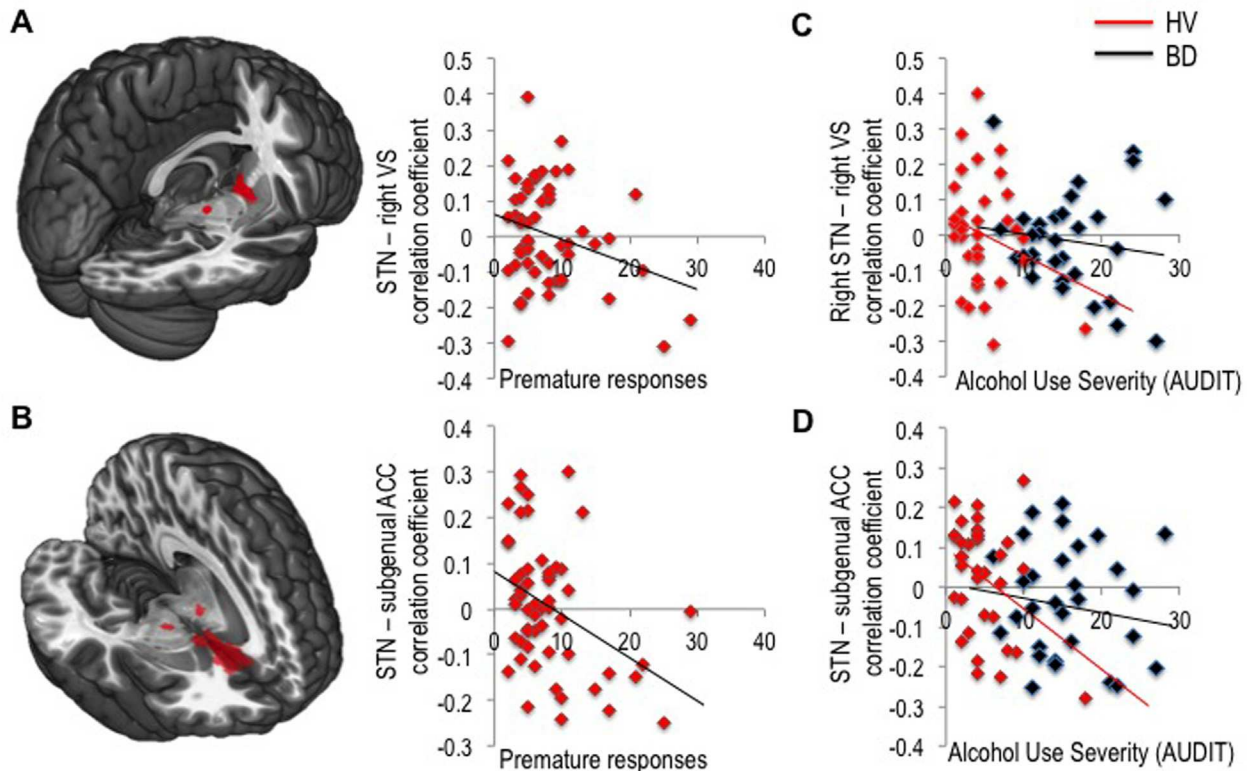 A
STN – right VS
correlation coefficient
0.5
0.4
0.3
0.2
0.1
0
-0.1
-0.2
-0.3
-0.4
0 10 20 30 40
Premature responses
C
HV
BD
Right STN – right VS
correlation coefficient
0.5
0.4
0.3
0.2
0.1
0
-0.1
-0.2
-0.3
-0.4
0 10 20 30
Alcohol Use Severity (AUDIT)
B
STN – subgenual ACC
correlation coefficient
0.4
0.3
0.2
0.1
0
-0.1
-0.2
-0.3
0 10 20 30 40
Premature responses
D
STN – subgenual ACC
correlation coefficient
0.4
0.3
0.2
0.1
0
-0.1
-0.2
-0.3
-0.4
0 10 20 30
Alcohol Use Severity (AUDIT)